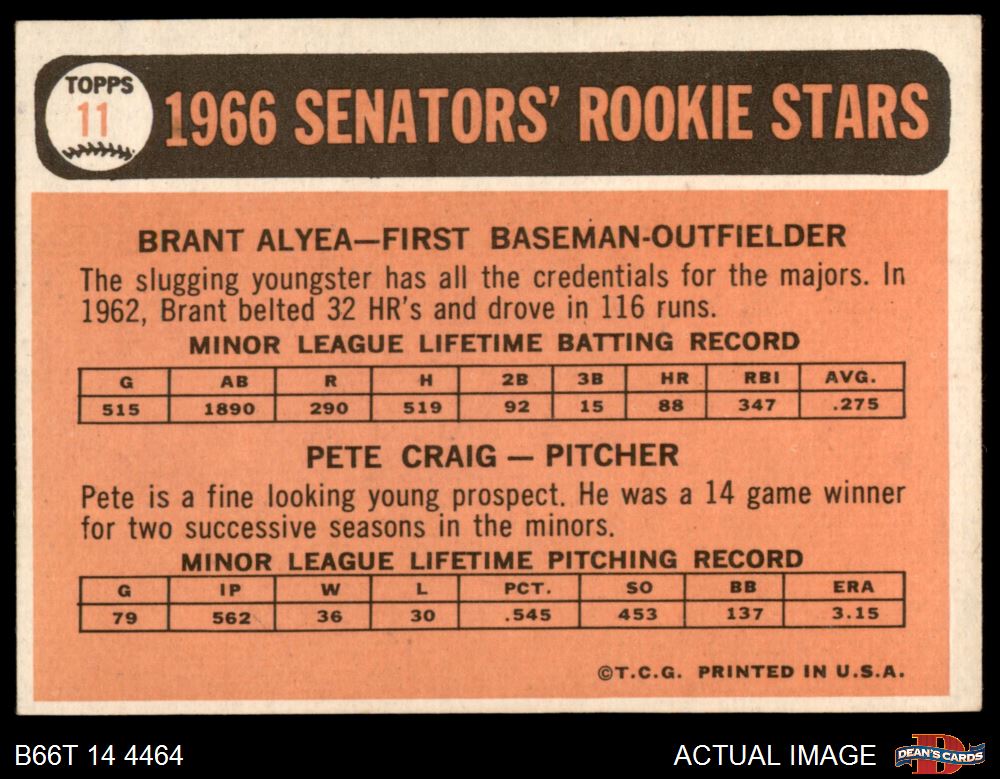 TOPPS
11
1966 SENATORS' ROOKIE STARS
BRANT ALYEA—FIRST BASEMAN-OUTFIELDER
The slugging youngster has all the credentials for the majors. In
1962, Brant belted 32 HR's and drove in 116 runs.
MINOR LEAGUE LIFETIME BATTING RECORD
G AB R H 2B 3B HR RBI AVG.
515 1890 290 519 92 15 88 347 .275
PETE CRAIG — PITCHER
Pete is a fine looking young prospect. He was a 14 game winner
for two successive seasons in the minors.
MINOR LEAGUE LIFETIME PITCHING RECORD
G IP W L PCT. SO BB ERA
79 562 36 30 .545 453 137 3.15
©T.C.G. PRINTED IN U.S.A.
B66T 14 4464 ACTUAL IMAGE
D
DEAN'S CARDS